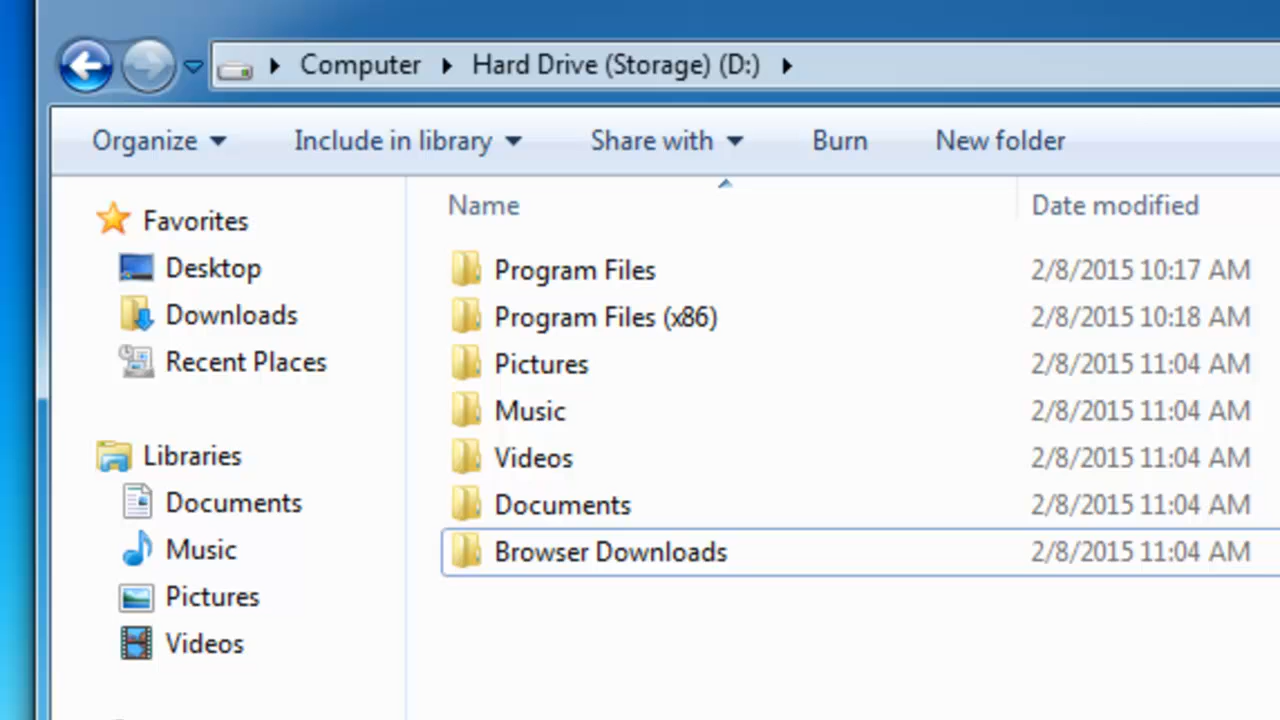 Computer Hard Drive (Storage) (D:)
Organize Include in library Share with Burn New folder
Favorites
Desktop
Downloads
Recent Places
Libraries
Documents
Music
Pictures
Videos
Name Date modified
Program Files 2/8/2015 10:17 AM
Program Files (x86) 2/8/2015 10:18 AM
Pictures 2/8/2015 11:04 AM
Music 2/8/2015 11:04 AM
Videos 2/8/2015 11:04 AM
Documents 2/8/2015 11:04 AM
Browser Downloads 2/8/2015 11:04 AM